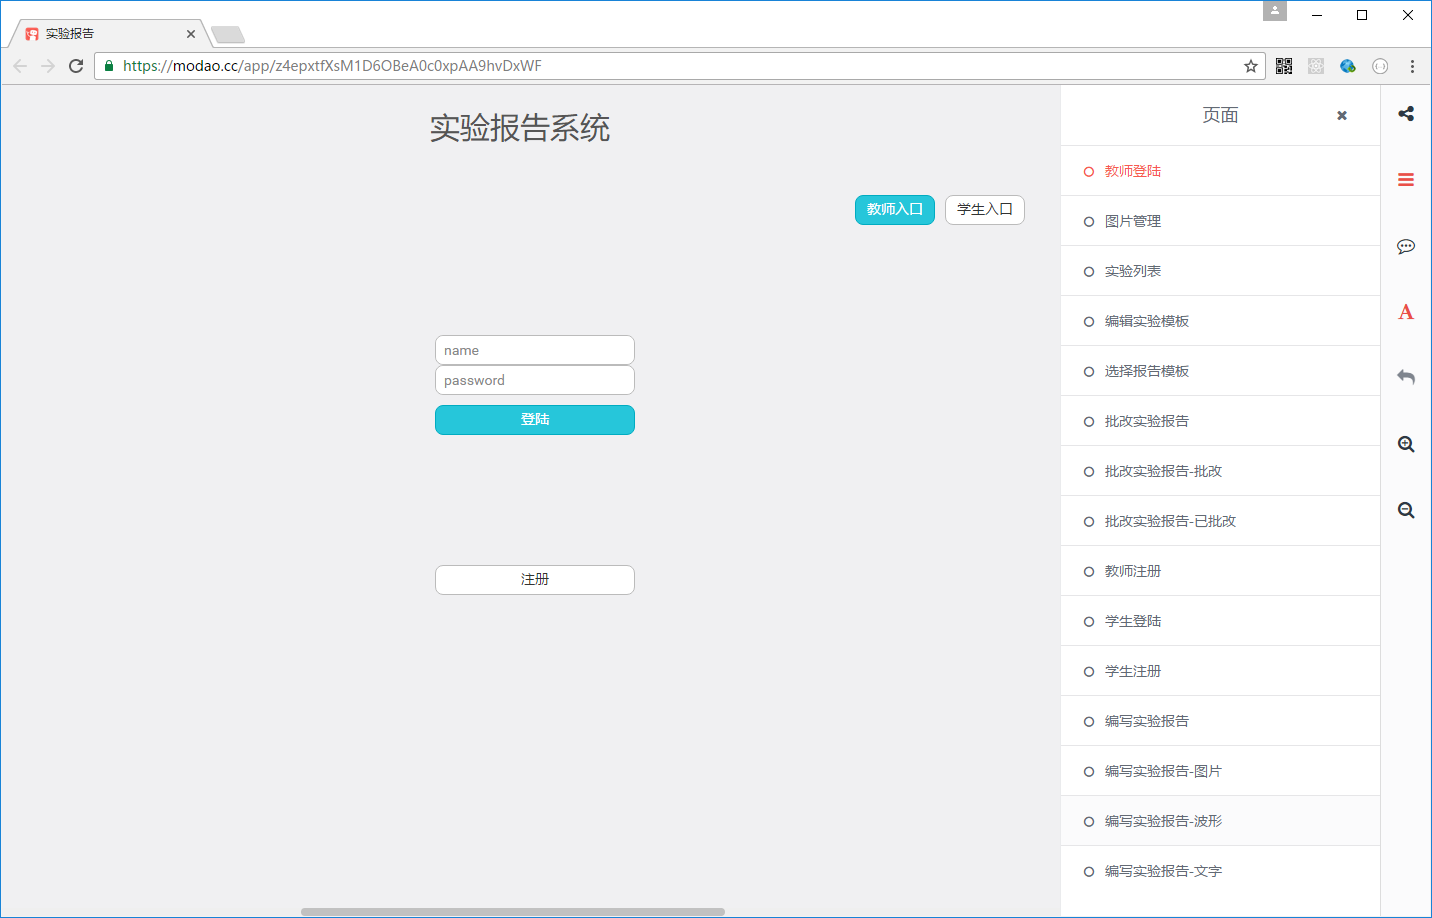 实验报告
https://modao.cc/app/z4epxtfXsM1D6OBeA0c0xpAA9hvDxWF
实验报告系统
教师入口 学生入口
name
password
登陆
注册
页面
教师登陆
图片管理
实验列表
编辑实验模板
选择报告模板
批改实验报告
批改实验报告-批改
批改实验报告-已批改
教师注册
学生登陆
学生注册
编写实验报告
编写实验报告-图片
编写实验报告-波形
编写实验报告-文字
A